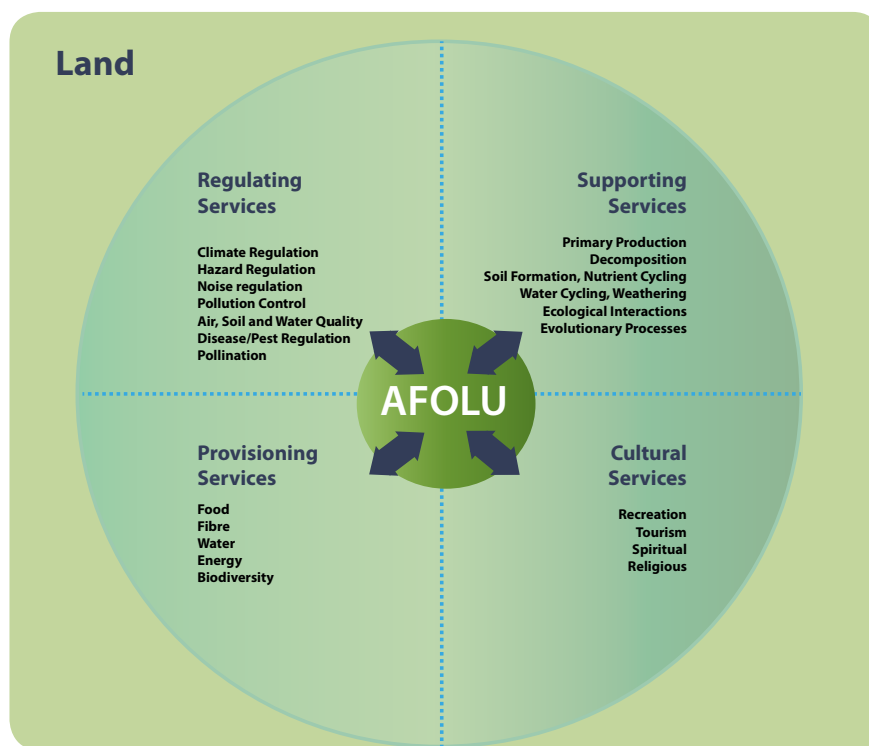 Land
Regulating
Services
Climate Regulation
Hazard Regulation
Noise regulation
Pollution Control
Air, Soil and Water Quality
Disease/Pest Regulation
Pollination
Supporting
Services
Primary Production
Decomposition
Soil Formation, Nutrient Cycling
Water Cycling, Weathering
Ecological Interactions
Evolutionary Processes
AFOLU
Provisioning
Services
Food
Fibre
Water
Energy
Biodiversity
Cultural
Services
Recreation
Tourism
Spiritual
Religious